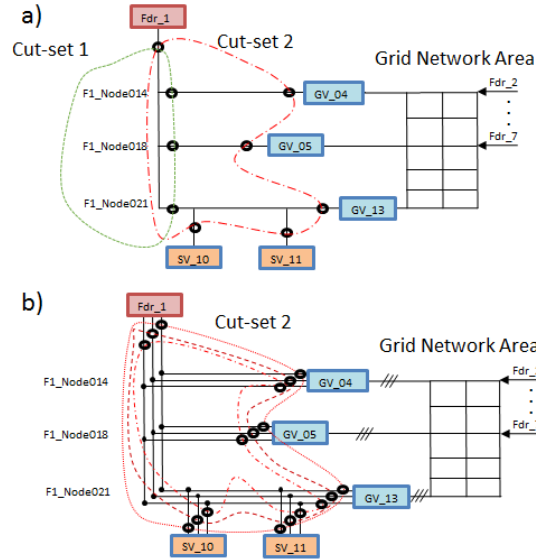 a)
Fdr_1
Cut-set 1
Cut-set 2
Grid Network Area
F1_Node014
GV_04
Fdr_2
F1_Node018
GV_05
Fdr_7
F1_Node021
GV_13
SV_10
SV_11
b)
Fdr_1
Cut-set 2
Grid Network Area
F1_Node014
GV_04
F1_Node018
GV_05
F1_Node021
GV_13
SV_10
SV_11